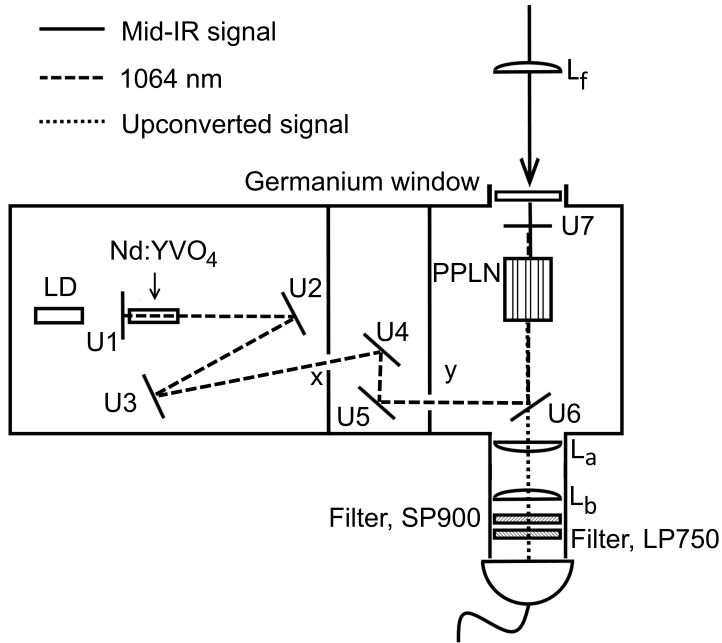 Mid-IR signal
1064 nm
Upconverted signal
L_f
Germanium window
U7
Nd:YVO₄
PPLN
LD
U2
U1
U4
x
y
U3
U5
U6
L_a
L_b
Filter, SP900
Filter, LP750